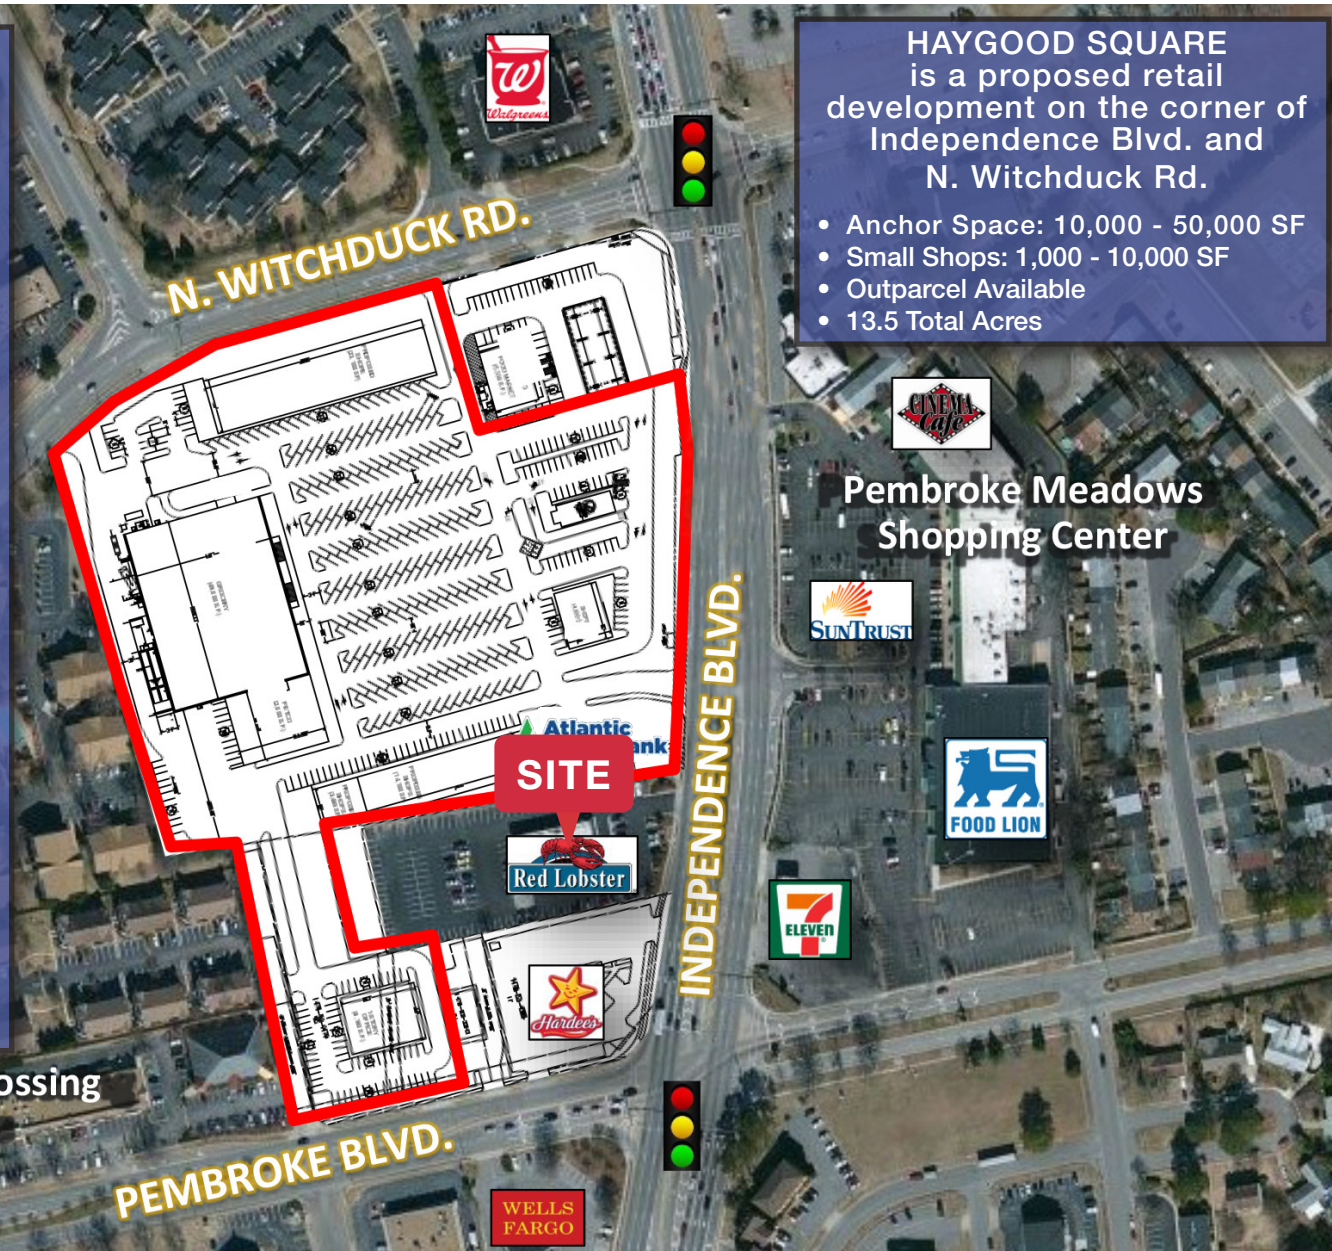 HAYGOOD SQUARE
is a proposed retail
development on the corner of
Independence Blvd. and
N. Witchduck Rd.
• Anchor Space: 10,000 - 50,000 SF
• Small Shops: 1,000 - 10,000 SF
• Outparcel Available
• 13.5 Total Acres
W
Walgreens
N. WITCHDUCK RD.
CINEMA
Cafe
Pembroke Meadows
Shopping Center
SUNTRUST
INDEPENDENCE BLVD.
Atlantic
ank
SITE
FOOD LION
Red Lobster
7
ELEVEN
Hardee's
ossing
PEMBROKE BLVD.
WELLS
FARGO